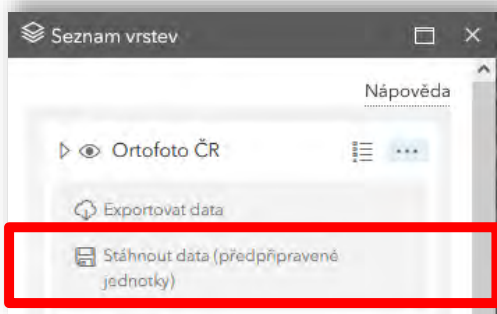 Seznam vrstev
Nápověda
Ortofoto ČR
Exportovat data
Stáhnout data (předpřipravené
jednotky)